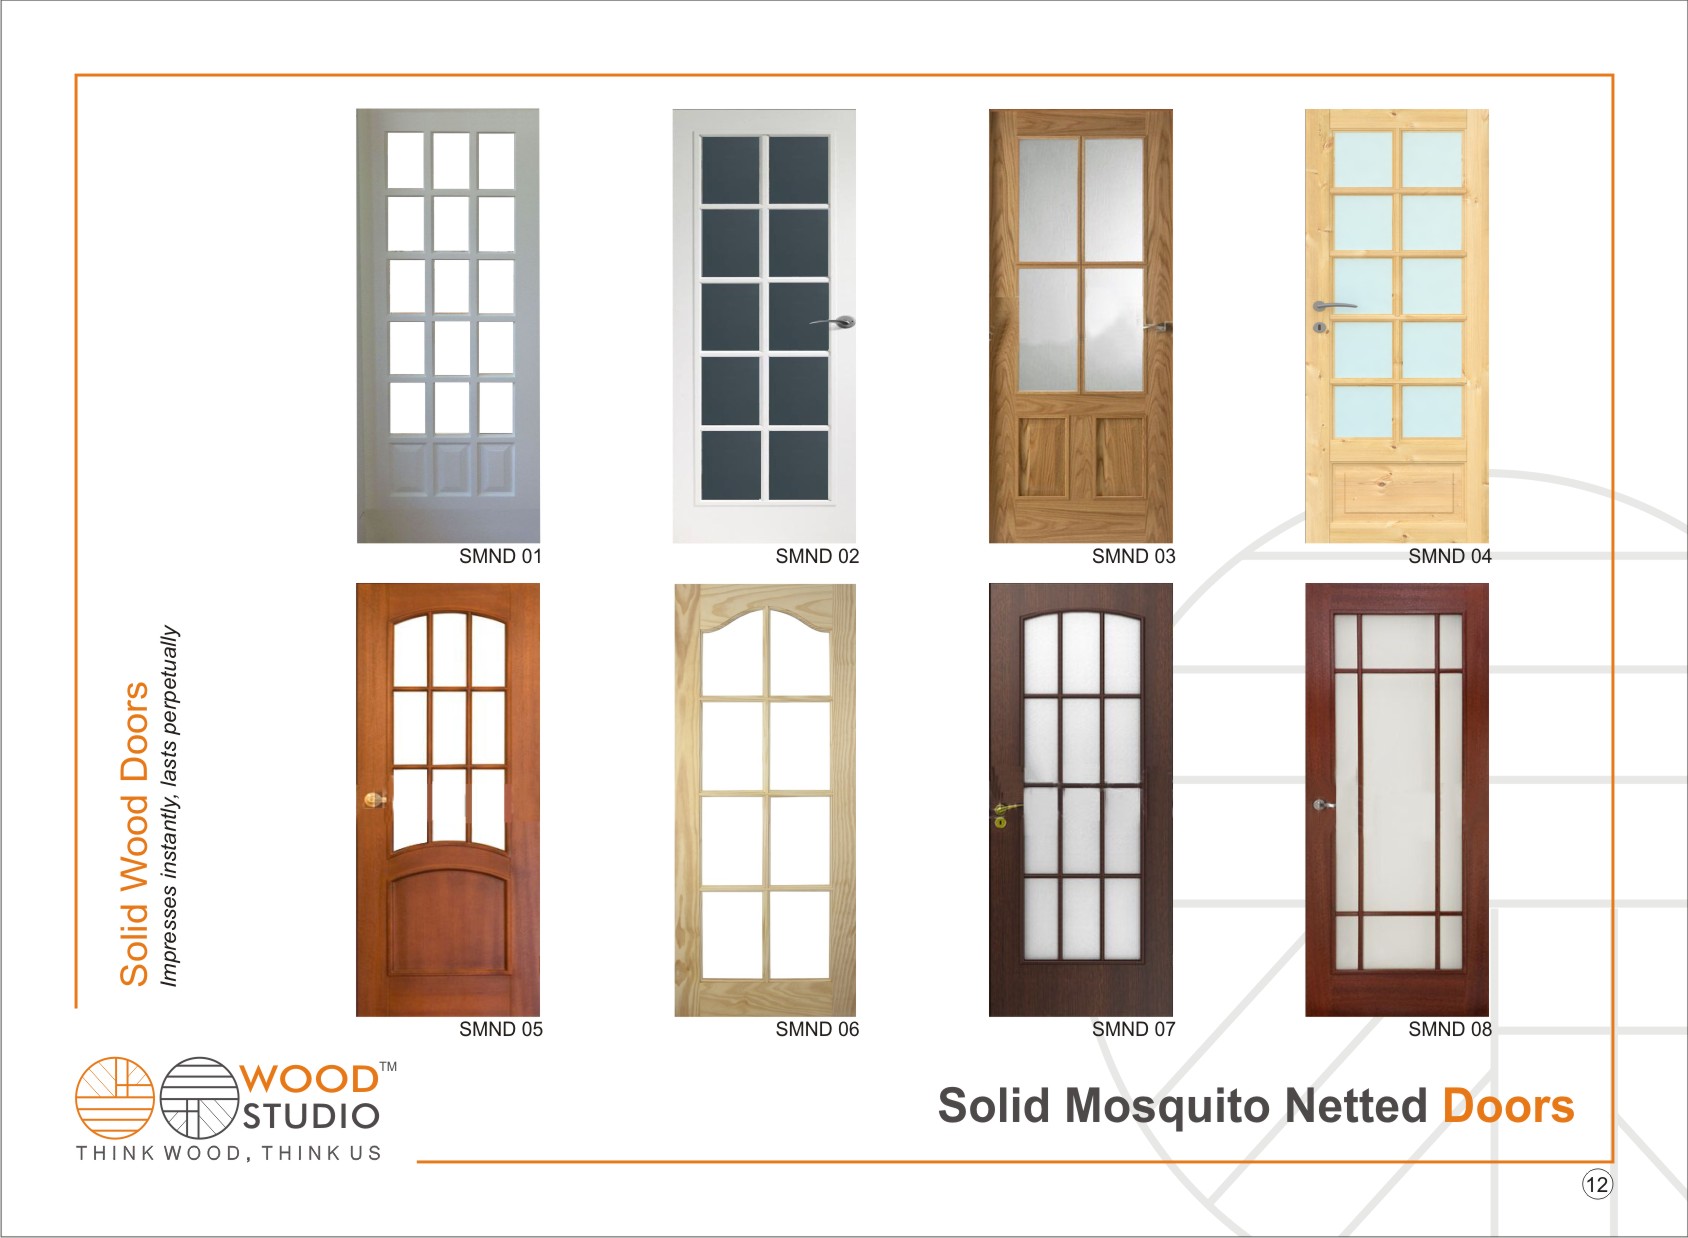 SMND 01
SMND 02
SMND 03
SMND 04
SMND 05
SMND 06
SMND 07
SMND 08
Solid Wood Doors
Impresses instantly, lasts perpetually
WOOD™
STUDIO
THINK WOOD, THINK US
Solid Mosquito Netted Doors
12